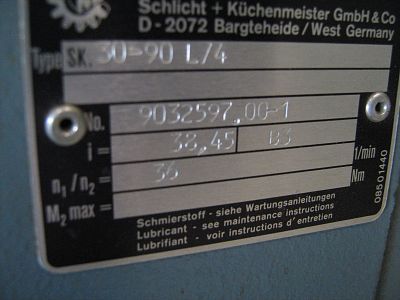 Schlicht + Küchenmeister GmbH & Co
D - 2072 Bargteheide / West Germany
Type SK. 30-90 L/4
No. 9032597,00-1
i = 38,45 B3
n1 / n2 = 36 1/min
M2 max = Nm
Schmierstoff - siehe Wartungsanleitungen
Lubricant - see maintenance instructions
Lubrifiant - voir instructions d'entretien
08501440